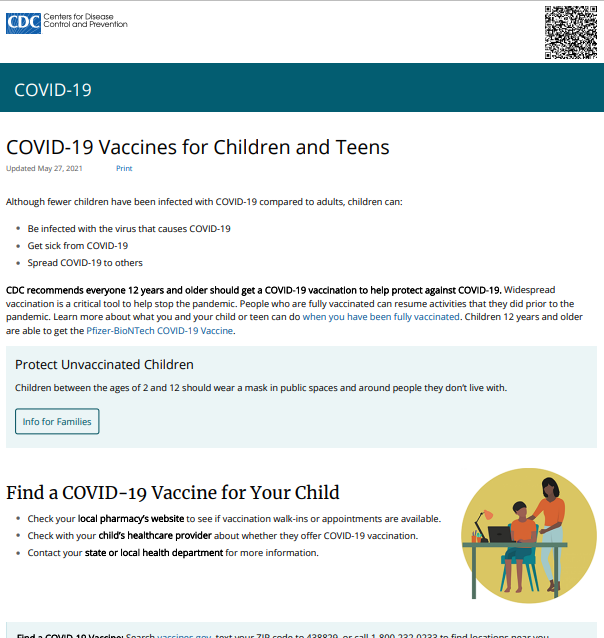 CDC Centers for Disease
Control and Prevention
COVID-19
COVID-19 Vaccines for Children and Teens
Updated May 27, 2021 Print
Although fewer children have been infected with COVID-19 compared to adults, children can:
• Be infected with the virus that causes COVID-19
• Get sick from COVID-19
• Spread COVID-19 to others
CDC recommends everyone 12 years and older should get a COVID-19 vaccination to help protect against COVID-19. Widespread
vaccination is a critical tool to help stop the pandemic. People who are fully vaccinated can resume activities that they did prior to the
pandemic. Learn more about what you and your child or teen can do when you have been fully vaccinated. Children 12 years and older
are able to get the Pfizer-BioNTech COVID-19 Vaccine.
Protect Unvaccinated Children
Children between the ages of 2 and 12 should wear a mask in public spaces and around people they don't live with.
Info for Families
Find a COVID-19 Vaccine for Your Child
• Check your local pharmacy's website to see if vaccination walk-ins or appointments are available.
• Check with your child's healthcare provider about whether they offer COVID-19 vaccination.
• Contact your state or local health department for more information.
Find a COVID-19 Vaccine: Search vaccines.gov, text your ZIP code to 438829, or call 1-800-232-0233 to find locations near you